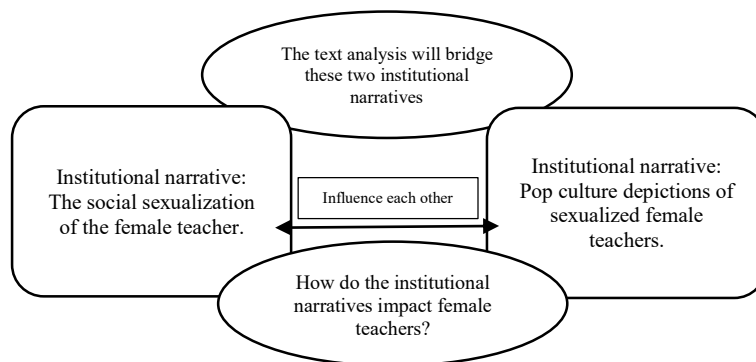 The text analysis will bridge
these two institutional
narratives
Institutional narrative:
The social sexualization
of the female teacher.
Influence each other
Institutional narrative:
Pop culture depictions of
sexualized female
teachers.
How do the institutional
narratives impact female
teachers?